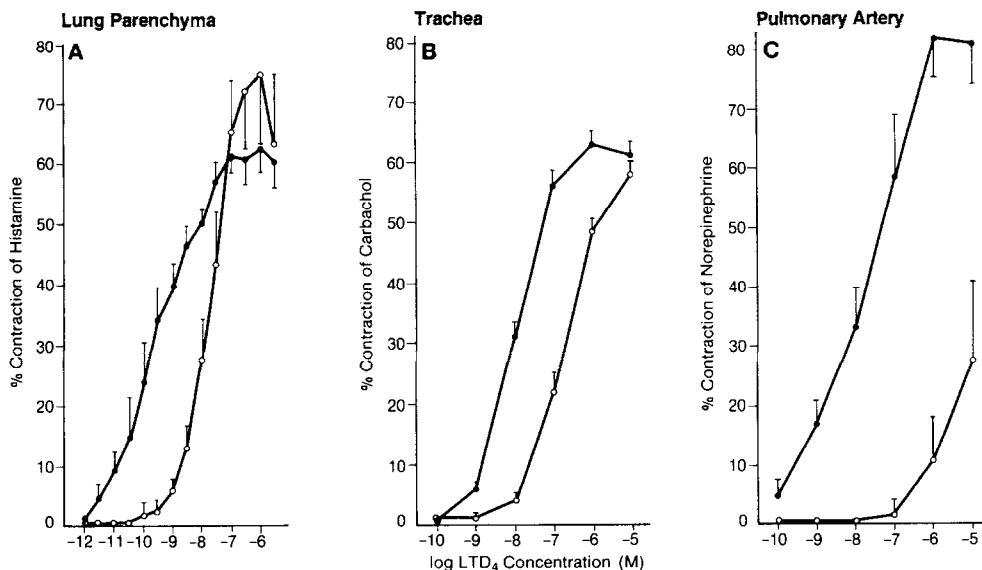 Lung Parenchyma
A
% Contraction of Histamine
80
70
60
50
40
30
20
10
0
-12 -11 -10 -9 -8 -7 -6
Trachea
B
% Contraction of Carbachol
80
70
60
50
40
30
20
10
0
-10 -9 -8 -7 -6 -5
log LTD₄ Concentration (M)
Pulmonary Artery
C
% Contraction of Norepinephrine
80
70
60
50
40
30
20
10
0
-10 -9 -8 -7 -6 -5